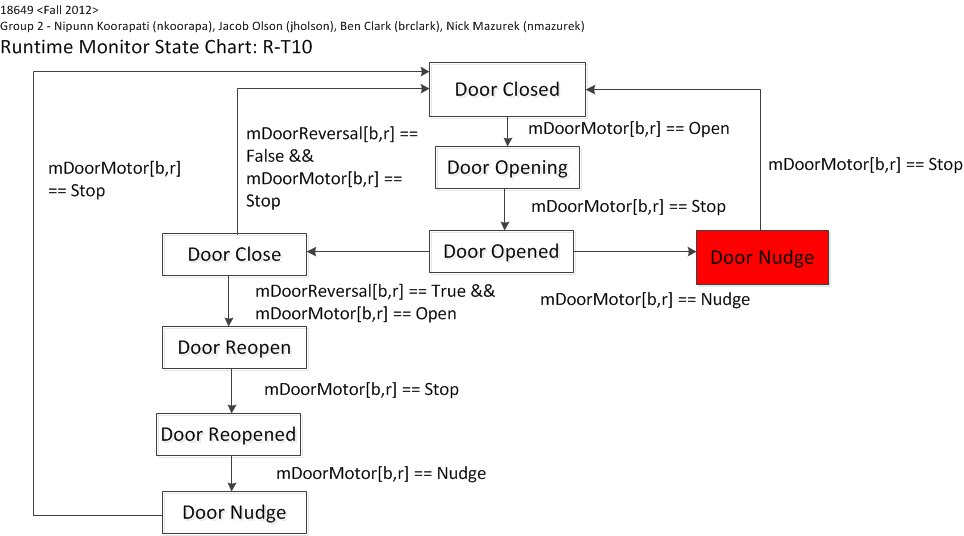 18649 <Fall 2012>
Group 2 - Nipunn Koorapati (nkoorapa), Jacob Olson (jholson), Ben Clark (brclark), Nick Mazurek (nmazurek)
Runtime Monitor State Chart: R-T10
Door Closed
mDoorMotor[b,r] == Open
mDoorReversal[b,r] ==
False &&
mDoorMotor[b,r] ==
Stop
mDoorMotor[b,r]
== Stop
Door Opening
mDoorMotor[b,r] == Stop
mDoorMotor[b,r] == Stop
Door Close
Door Opened
Door Nudge
mDoorReversal[b,r] == True &&
mDoorMotor[b,r] == Open
mDoorMotor[b,r] == Nudge
Door Reopen
mDoorMotor[b,r] == Stop
Door Reopened
mDoorMotor[b,r] == Nudge
Door Nudge